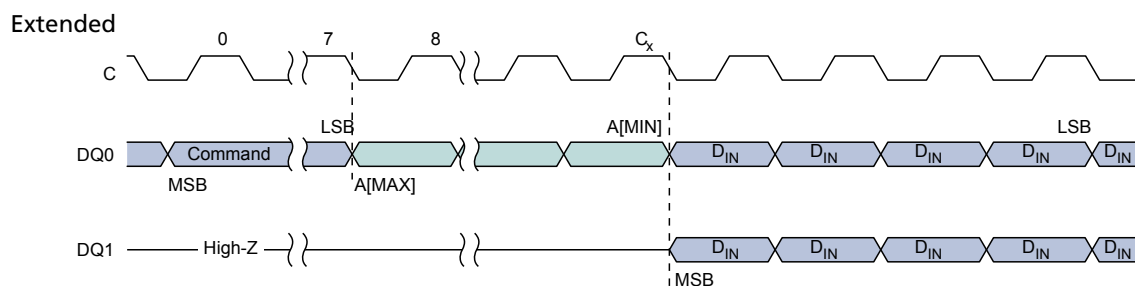 Extended
0 7 8 Cx
C
LSB A[MIN] LSB
DQ0 Command DIN DIN DIN DIN DIN
MSB A[MAX]
DQ1 High-Z DIN DIN DIN DIN DIN
MSB